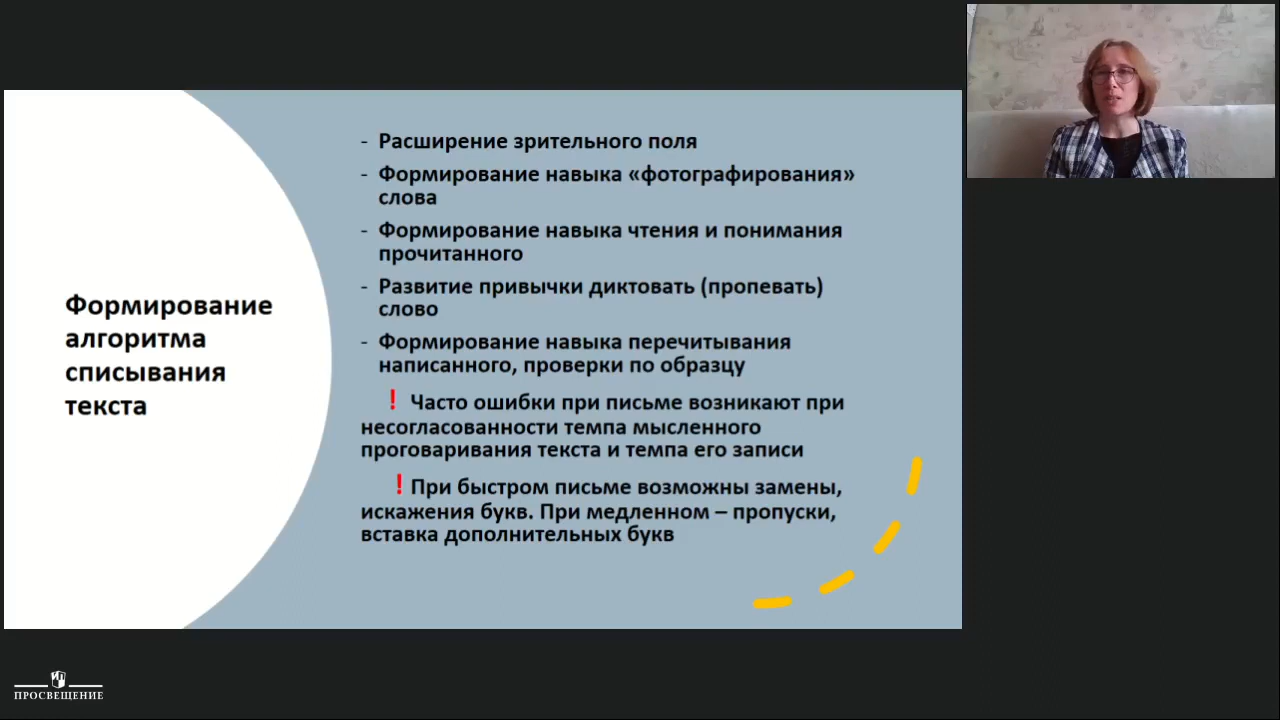 Формирование
алгоритма
списывания
текста
- Расширение зрительного поля
- Формирование навыка «фотографирования»
слова
- Формирование навыка чтения и понимания
прочитанного
- Развитие привычки диктовать (пропевать)
слово
- Формирование навыка перечитывания
написанного, проверки по образцу
! Часто ошибки при письме возникают при
несогласованности темпа мысленного
проговаривания текста и темпа его записи
! При быстром письме возможны замены,
искажения букв. При медленном – пропуски,
вставка дополнительных букв
ПРОСВЕЩЕНИЕ